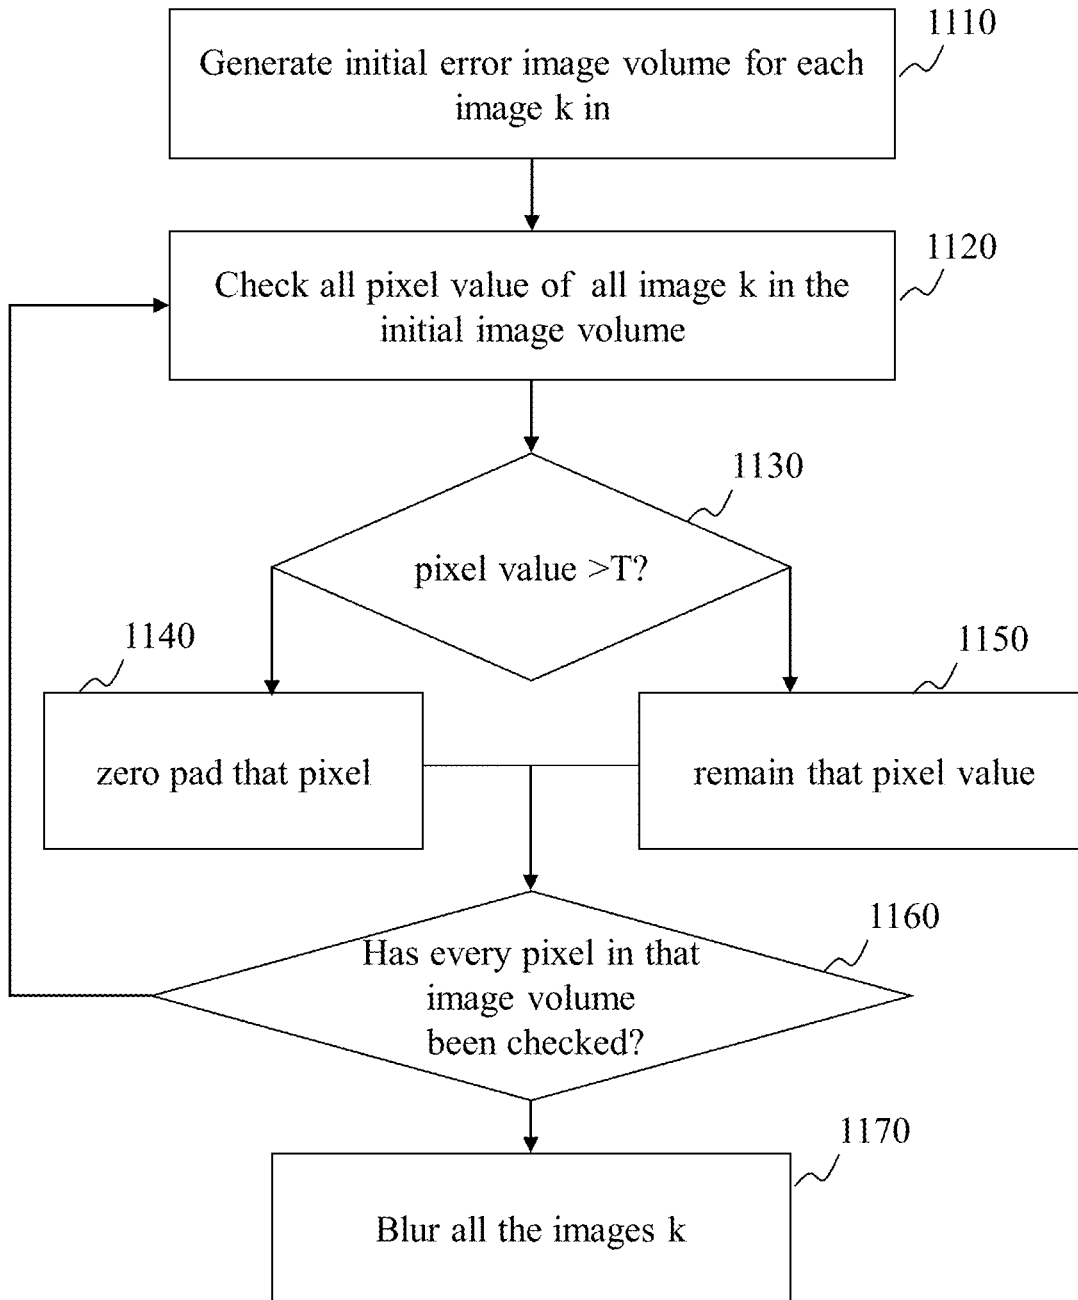 1110
Generate initial error image volume for each
image k in
1120
Check all pixel value of all image k in the
initial image volume
1130
pixel value >T?
1140
1150
zero pad that pixel
remain that pixel value
1160
Has every pixel in that
image volume
been checked?
1170
Blur all the images k